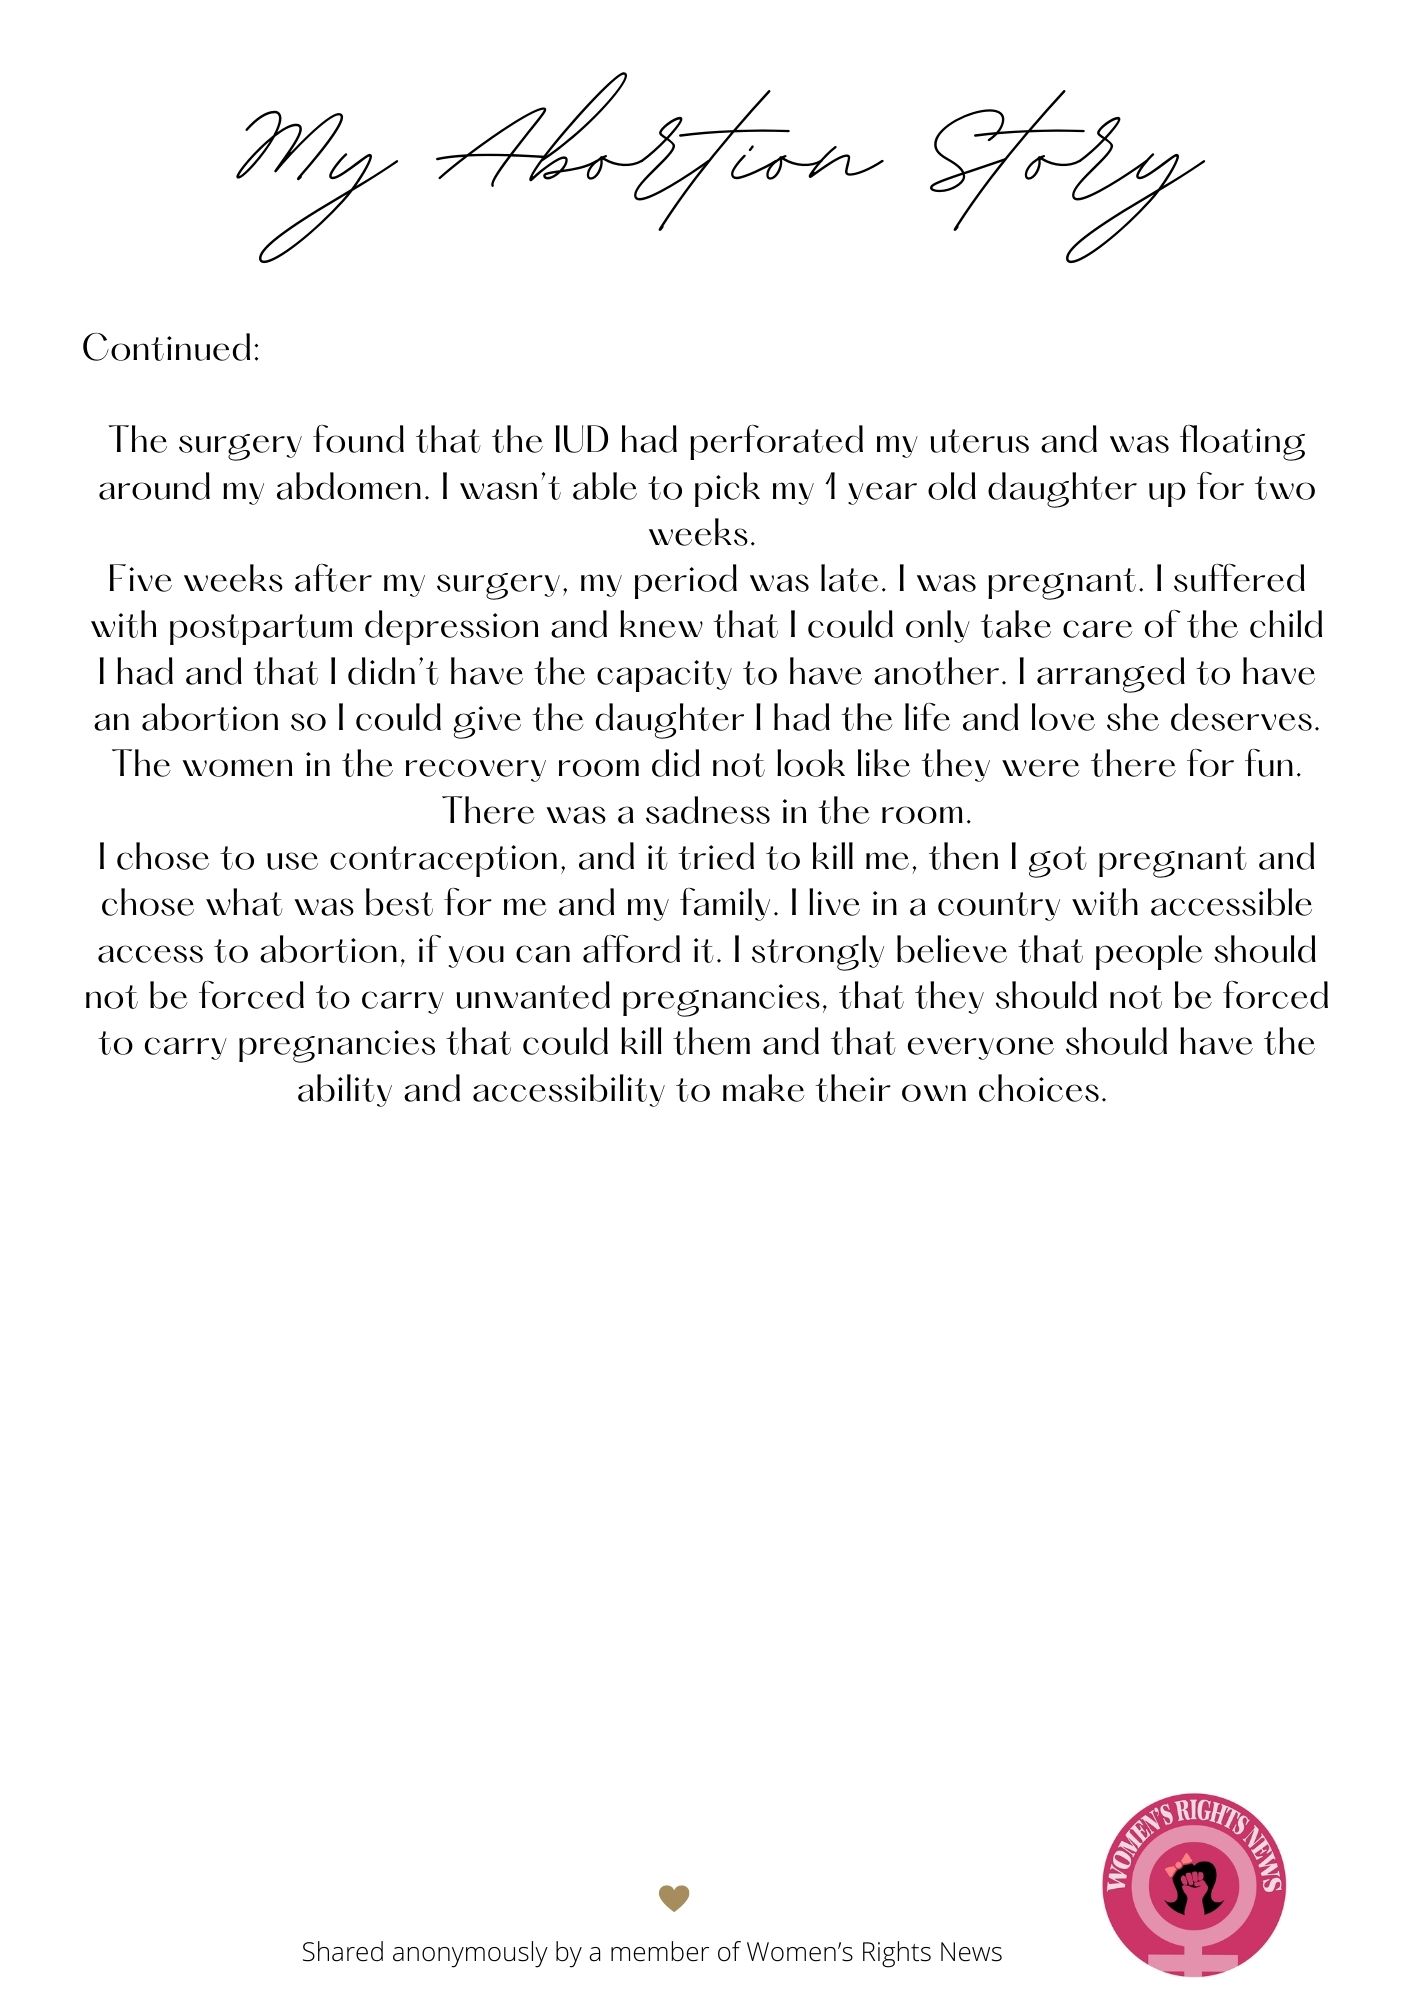 My Abortion Story
Continued:
The surgery found that the IUD had perforated my uterus and was floating
around my abdomen. I wasn't able to pick my 1 year old daughter up for two
weeks.
Five weeks after my surgery, my period was late. I was pregnant. I suffered
with postpartum depression and knew that I could only take care of the child
I had and that I didn't have the capacity to have another. I arranged to have
an abortion so I could give the daughter I had the life and love she deserves.
The women in the recovery room did not look like they were there for fun.
There was a sadness in the room.
I chose to use contraception, and it tried to kill me, then I got pregnant and
chose what was best for me and my family. I live in a country with accessible
access to abortion, if you can afford it. I strongly believe that people should
not be forced to carry unwanted pregnancies, that they should not be forced
to carry pregnancies that could kill them and that everyone should have the
ability and accessibility to make their own choices.
WOMEN'S RIGHTS NEWS
Shared anonymously by a member of Women's Rights News